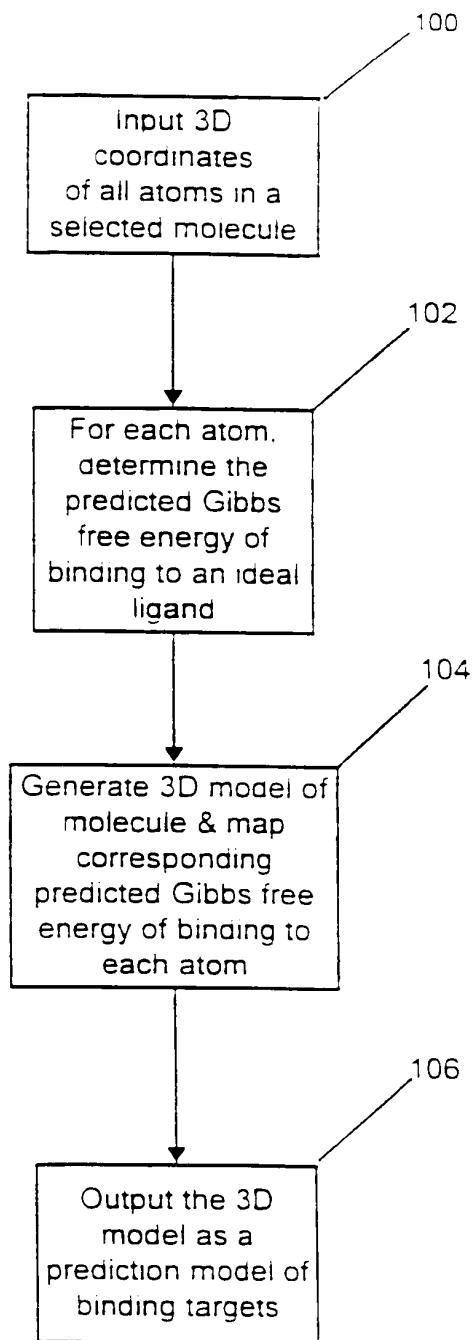 100
Input 3D
coordinates
of all atoms in a
selected molecule
102
For each atom,
determine the
predicted Gibbs
free energy of
binding to an ideal
ligand
104
Generate 3D model of
molecule & map
corresponding
predicted Gibbs free
energy of binding to
each atom
106
Output the 3D
model as a
prediction model of
binding targets